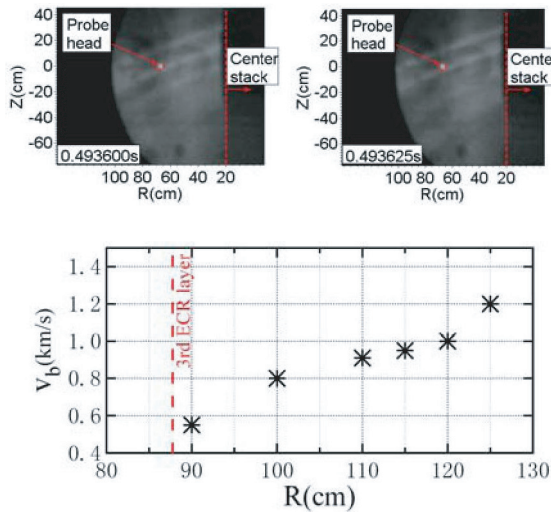 40
20
0
-20
-40
-60
Z(cm)
Probe
head
Center
stack
0.493600s
100 80 60 40 20
R(cm)
40
20
0
-20
-40
-60
Z(cm)
Probe
head
Center
stack
0.493625s
100 80 60 40 20
R(cm)
1.4
1.2
1.0
0.8
0.6
0.4
V_b(km/s)
3rd ECR layer
80 90 100 110 120 130
R(cm)